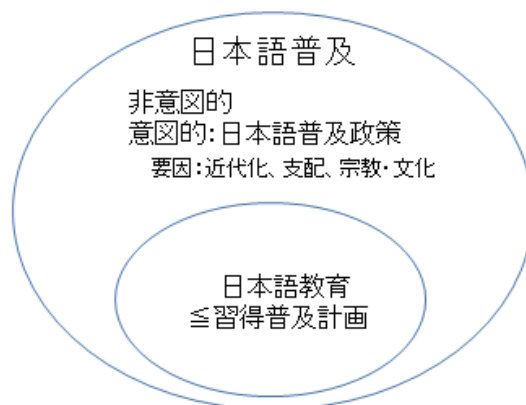 日本語普及
非意図的
意図的:日本語普及政策
要因:近代化、支配、宗教・文化
日本語教育
≦習得普及計画